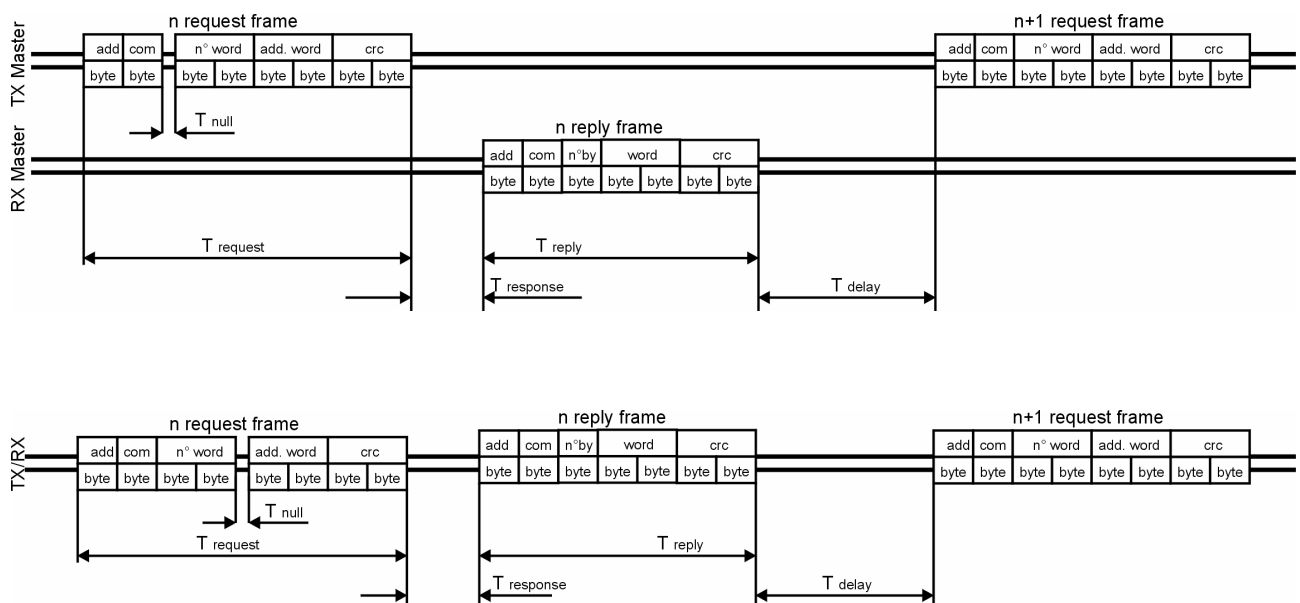 n request frame
n+1 request frame
TX Master
add com n° word add. word crc
add com n° word add. word crc
byte byte byte byte byte byte byte byte
byte byte byte byte byte byte byte byte
T null
n reply frame
RX Master
add com n°by word crc
byte byte byte byte byte byte byte
T request
T reply
T response
T delay
n request frame
n reply frame
n+1 request frame
TX/RX
add com n° word add. word crc
add com n°by word crc
add com n° word add. word crc
byte byte byte byte byte byte byte byte
byte byte byte byte byte byte byte
byte byte byte byte byte byte byte byte
T null
T request
T reply
T response
T delay